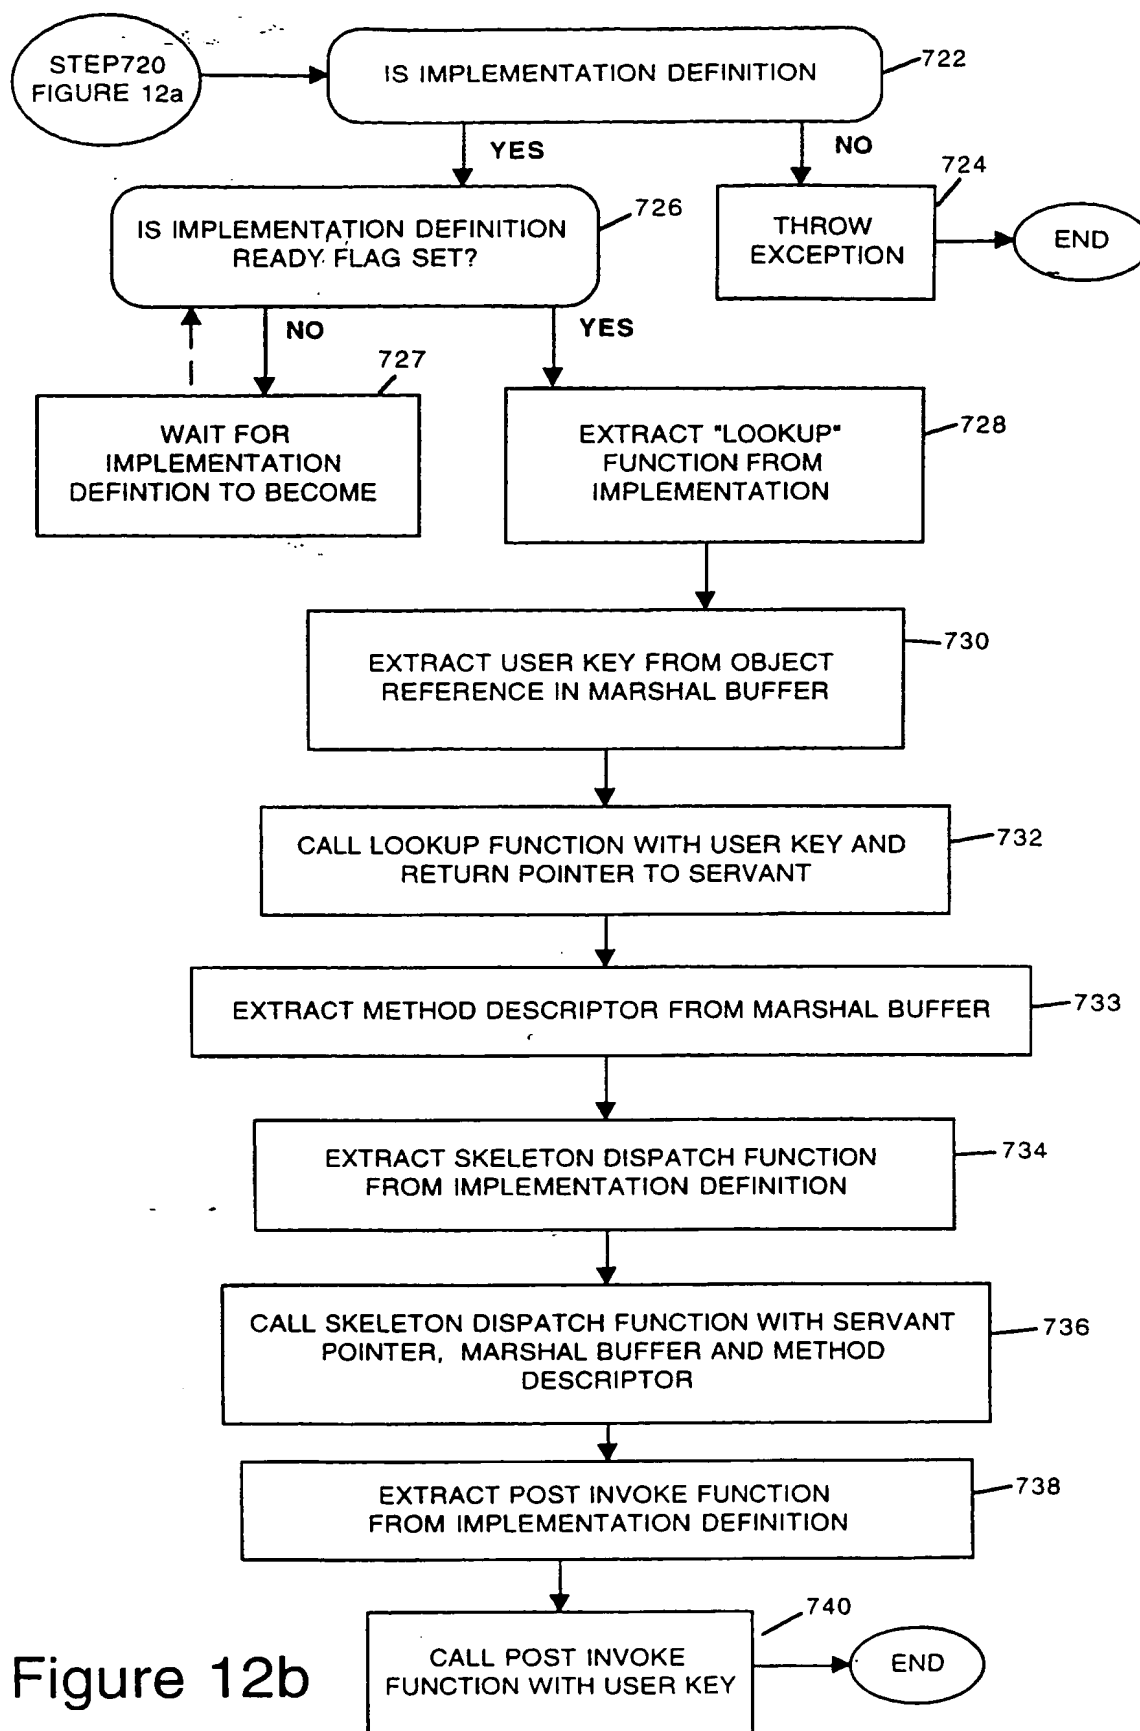 STEP720
FIGURE 12a
IS IMPLEMENTATION DEFINITION
722
YES
NO
724
THROW
EXCEPTION
END
IS IMPLEMENTATION DEFINITION
READY FLAG SET?
726
NO
YES
727
WAIT FOR
IMPLEMENTATION
DEFINTION TO BECOME
EXTRACT "LOOKUP"
FUNCTION FROM
IMPLEMENTATION
728
EXTRACT USER KEY FROM OBJECT
REFERENCE IN MARSHAL BUFFER
730
CALL LOOKUP FUNCTION WITH USER KEY AND
RETURN POINTER TO SERVANT
732
EXTRACT METHOD DESCRIPTOR FROM MARSHAL BUFFER
733
EXTRACT SKELETON DISPATCH FUNCTION
FROM IMPLEMENTATION DEFINITION
734
CALL SKELETON DISPATCH FUNCTION WITH SERVANT
POINTER, MARSHAL BUFFER AND METHOD
DESCRIPTOR
736
EXTRACT POST INVOKE FUNCTION
FROM IMPLEMENTATION DEFINITION
738
740
CALL POST INVOKE
FUNCTION WITH USER KEY
END
Figure 12b